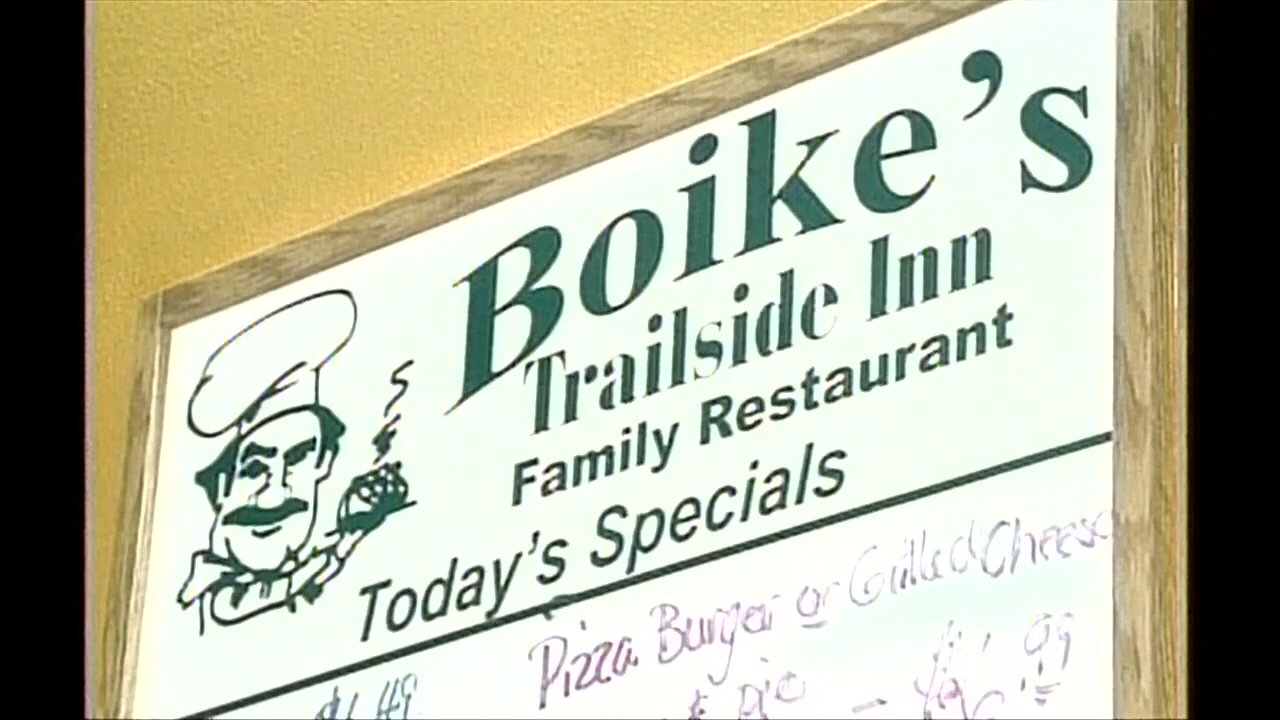 Boike's
Trailside Inn
Family Restaurant
Today's Specials
Pizza Burger or Grilled Cheese